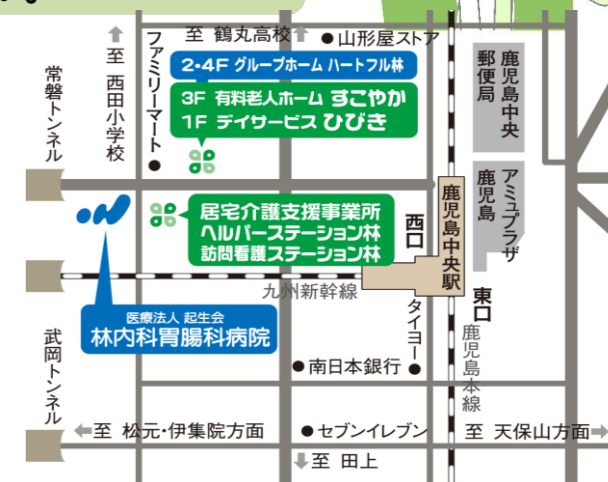 至 鶴丸高校
山形屋ストア
至 西田小学校
ファミリーマート
常磐トンネル
2・4F グループホーム ハートフル林
3F 有料老人ホーム すこやか
1F デイサービス ひびき
鹿児島中央
郵便局
アミュプラザ
鹿児島
居宅介護支援事業所
ヘルパーステーション林
訪問看護ステーション林
西口
鹿児島中央駅
東口
九州新幹線
医療法人 起生会
林内科胃腸科病院
タイヨー
鹿児島本線
武岡トンネル
南日本銀行
至 松元・伊集院方面
セブンイレブン
至 天保山方面
至 田上